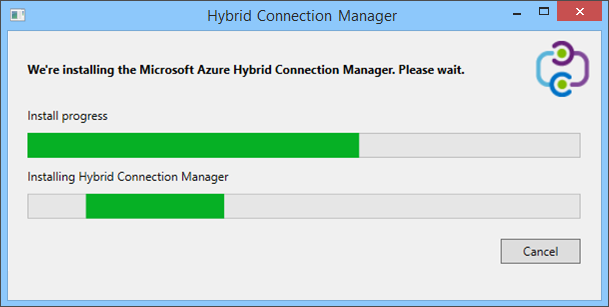 Hybrid Connection Manager
We're installing the Microsoft Azure Hybrid Connection Manager. Please wait.
Install progress
Installing Hybrid Connection Manager
Cancel